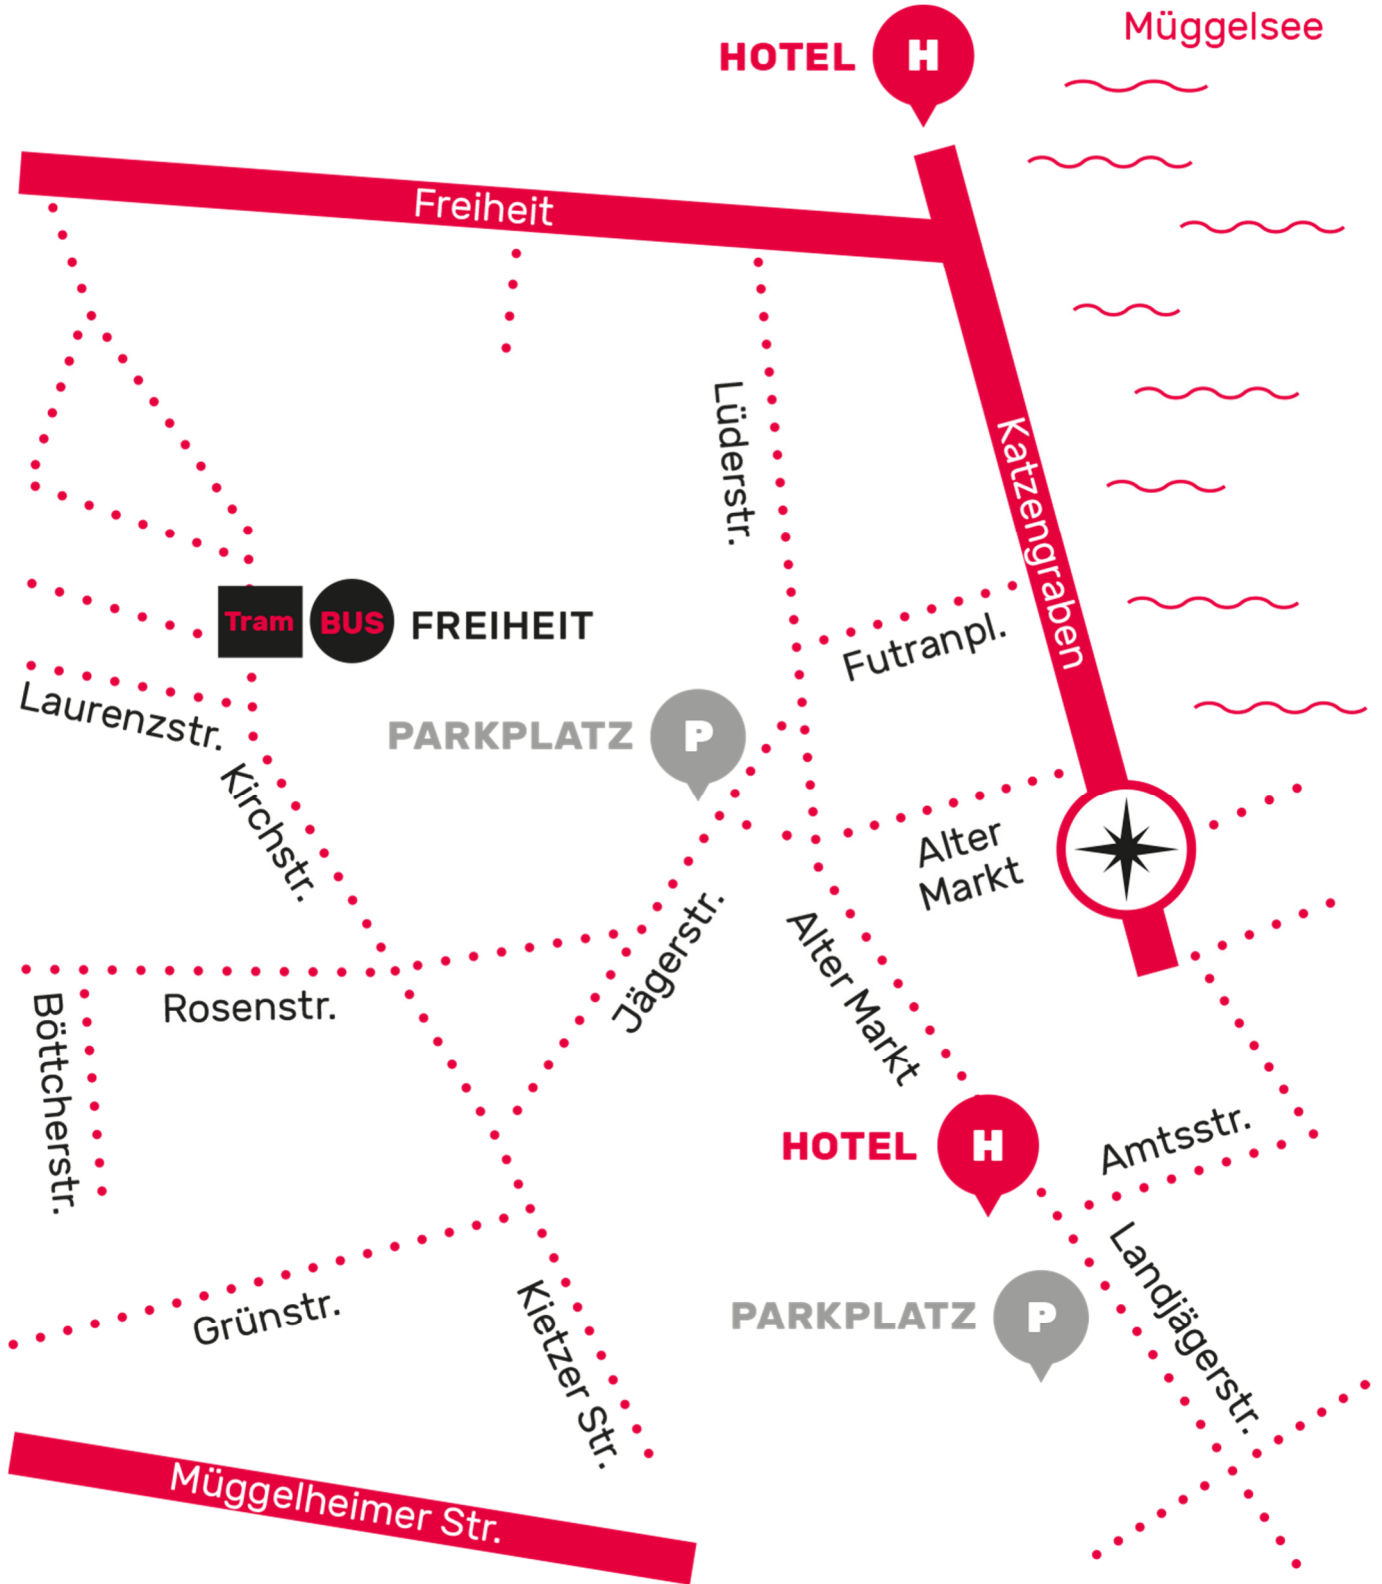 Müggelsee
HOTEL
H
Freiheit
Lüderstr.
Katzengraben
Tram
BUS
FREIHEIT
Futranpl.
Laurenzstr.
PARKPLATZ
P
Kirchstr.
Alter
Markt
Jägerstr.
Alter Markt
Rosenstr.
Böttcherstr.
HOTEL
H
Amtsstr.
Landjägerstr.
Grünstr.
Kietzer Str.
PARKPLATZ
P
Müggelheimer Str.